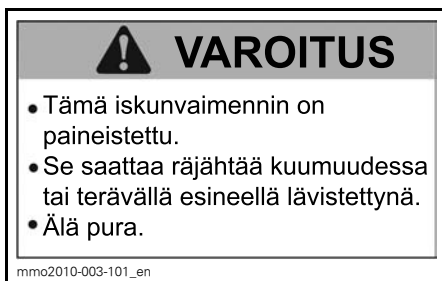 VAROITUS
• Tämä iskunvaimennin on
paineistettu.
• Se saattaa räjähtää kuumuudessa
tai terävällä esineellä lävistettynä.
• Älä pura.
mmo2010-003-101_en